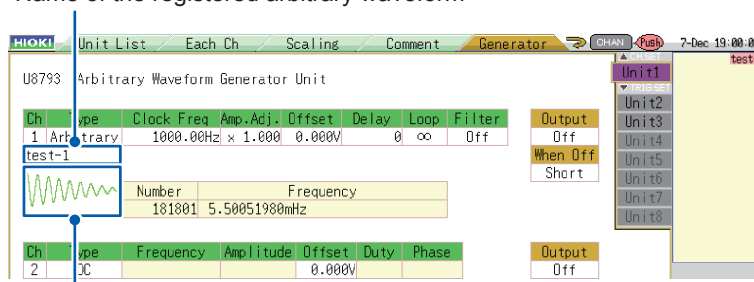 Name of the registered arbitrary waveform
HIOKI Unit List Each Ch Scaling Comment Generator CHAN Push 7-Dec 19:00:0
▲CH.SET test
U8793 Arbitrary Waveform Generator Unit Unit1
▼TRIG.SET
Unit2
Ch Type Clock Freq Amp.Adj. Offset Delay Loop Filter Output Unit3
1 Arbitrary 1000.00Hz × 1.000 0.000V 0 ∞ Off Off Unit4
test-1 When Off Unit5
Short Unit6
Number Frequency Unit7
181801 5.50051980mHz Unit8
Ch Type Frequency Amplitude Offset Duty Phase Output
2 DC 0.000V Off